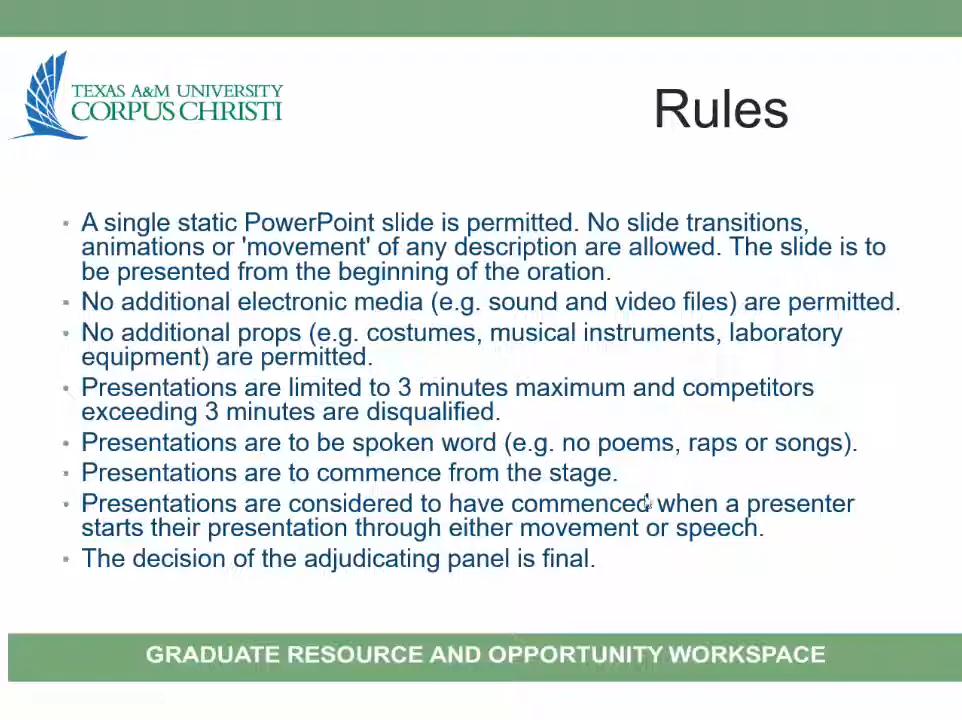 TEXAS A&M UNIVERSITY
CORPUS CHRISTI
Rules
• A single static PowerPoint slide is permitted. No slide transitions,
animations or 'movement' of any description are allowed. The slide is to
be presented from the beginning of the oration.
• No additional electronic media (e.g. sound and video files) are permitted.
• No additional props (e.g. costumes, musical instruments, laboratory
equipment) are permitted.
• Presentations are limited to 3 minutes maximum and competitors
exceeding 3 minutes are disqualified.
• Presentations are to be spoken word (e.g. no poems, raps or songs).
• Presentations are to commence from the stage.
• Presentations are considered to have commenced when a presenter
starts their presentation through either movement or speech.
• The decision of the adjudicating panel is final.
GRADUATE RESOURCE AND OPPORTUNITY WORKSPACE